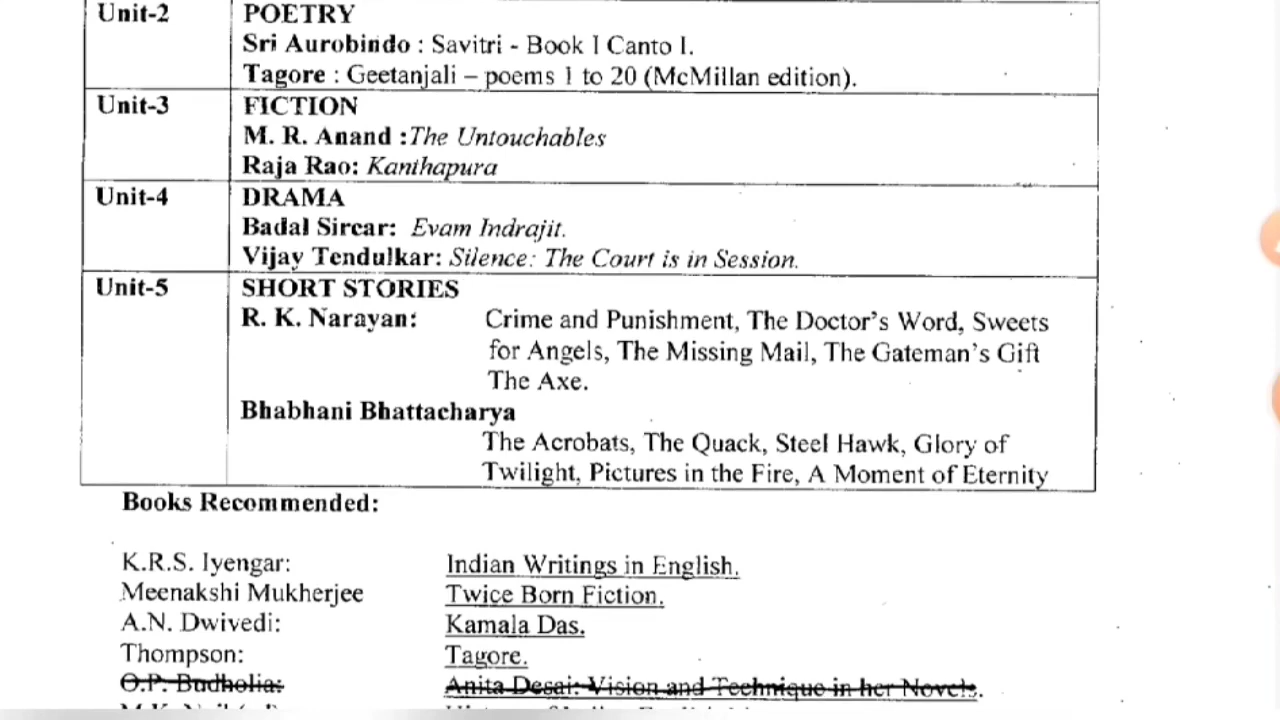 Unit-2 POETRY
Sri Aurobindo : Savitri - Book I Canto I.
Tagore : Geetanjali – poems 1 to 20 (McMillan edition).
Unit-3 FICTION
M. R. Anand :The Untouchables
Raja Rao: Kanthapura
Unit-4 DRAMA
Badal Sircar: Evam Indrajit.
Vijay Tendulkar: Silence: The Court is in Session.
Unit-5 SHORT STORIES
R. K. Narayan: Crime and Punishment, The Doctor's Word, Sweets
for Angels, The Missing Mail, The Gateman's Gift
The Axe.
Bhabhani Bhattacharya
The Acrobats, The Quack, Steel Hawk, Glory of
Twilight, Pictures in the Fire, A Moment of Eternity
Books Recommended:
K.R.S. Iyengar: Indian Writings in English.
Meenakshi Mukherjee Twice Born Fiction.
A.N. Dwivedi: Kamala Das.
Thompson: Tagore.
O.P. Budholia: Anita Desai: Vision and Technique in her Novels.